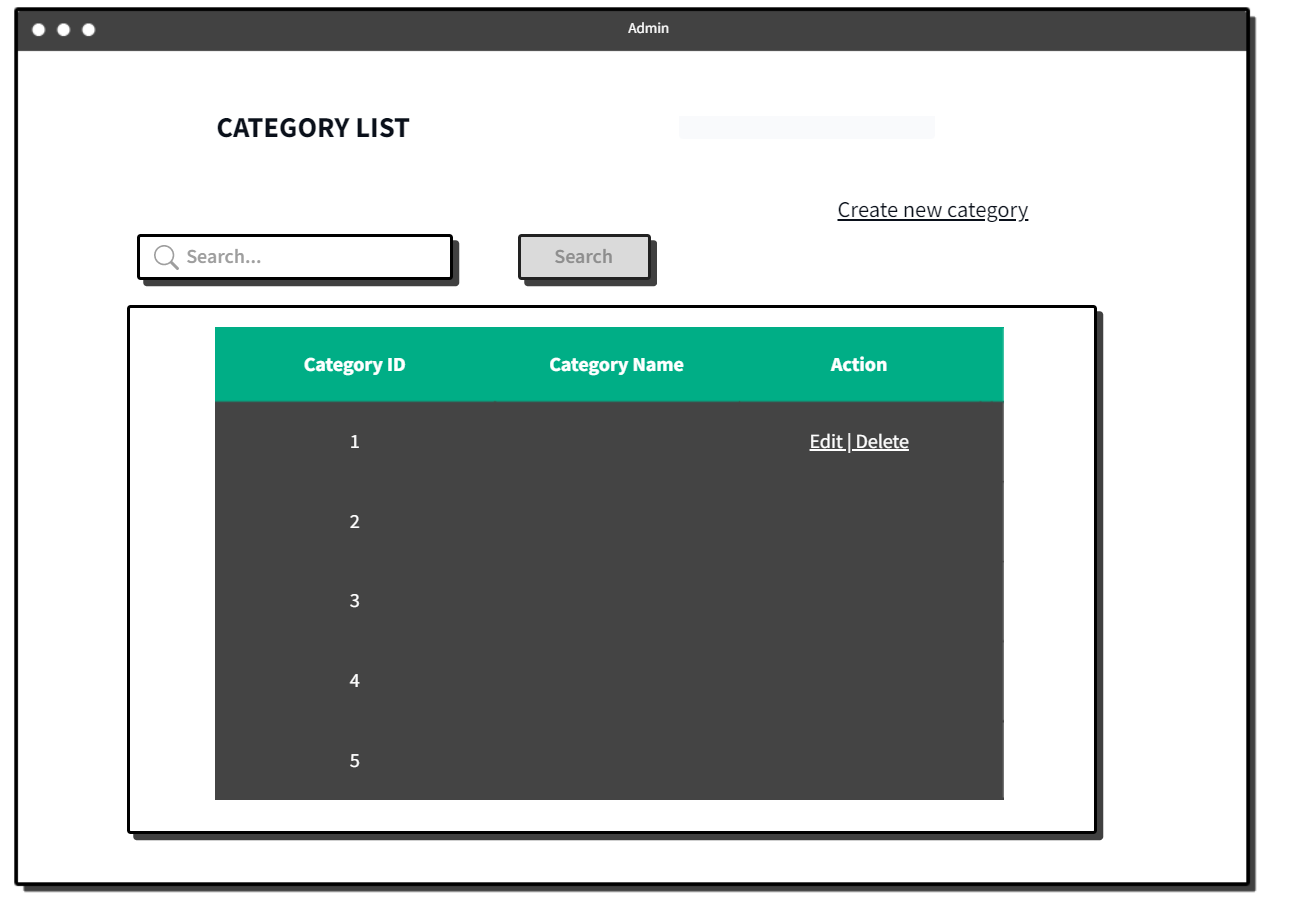 Admin
CATEGORY LIST
Create new category
Search...
Search
Category ID Category Name Action
1 Edit | Delete
2
3
4
5